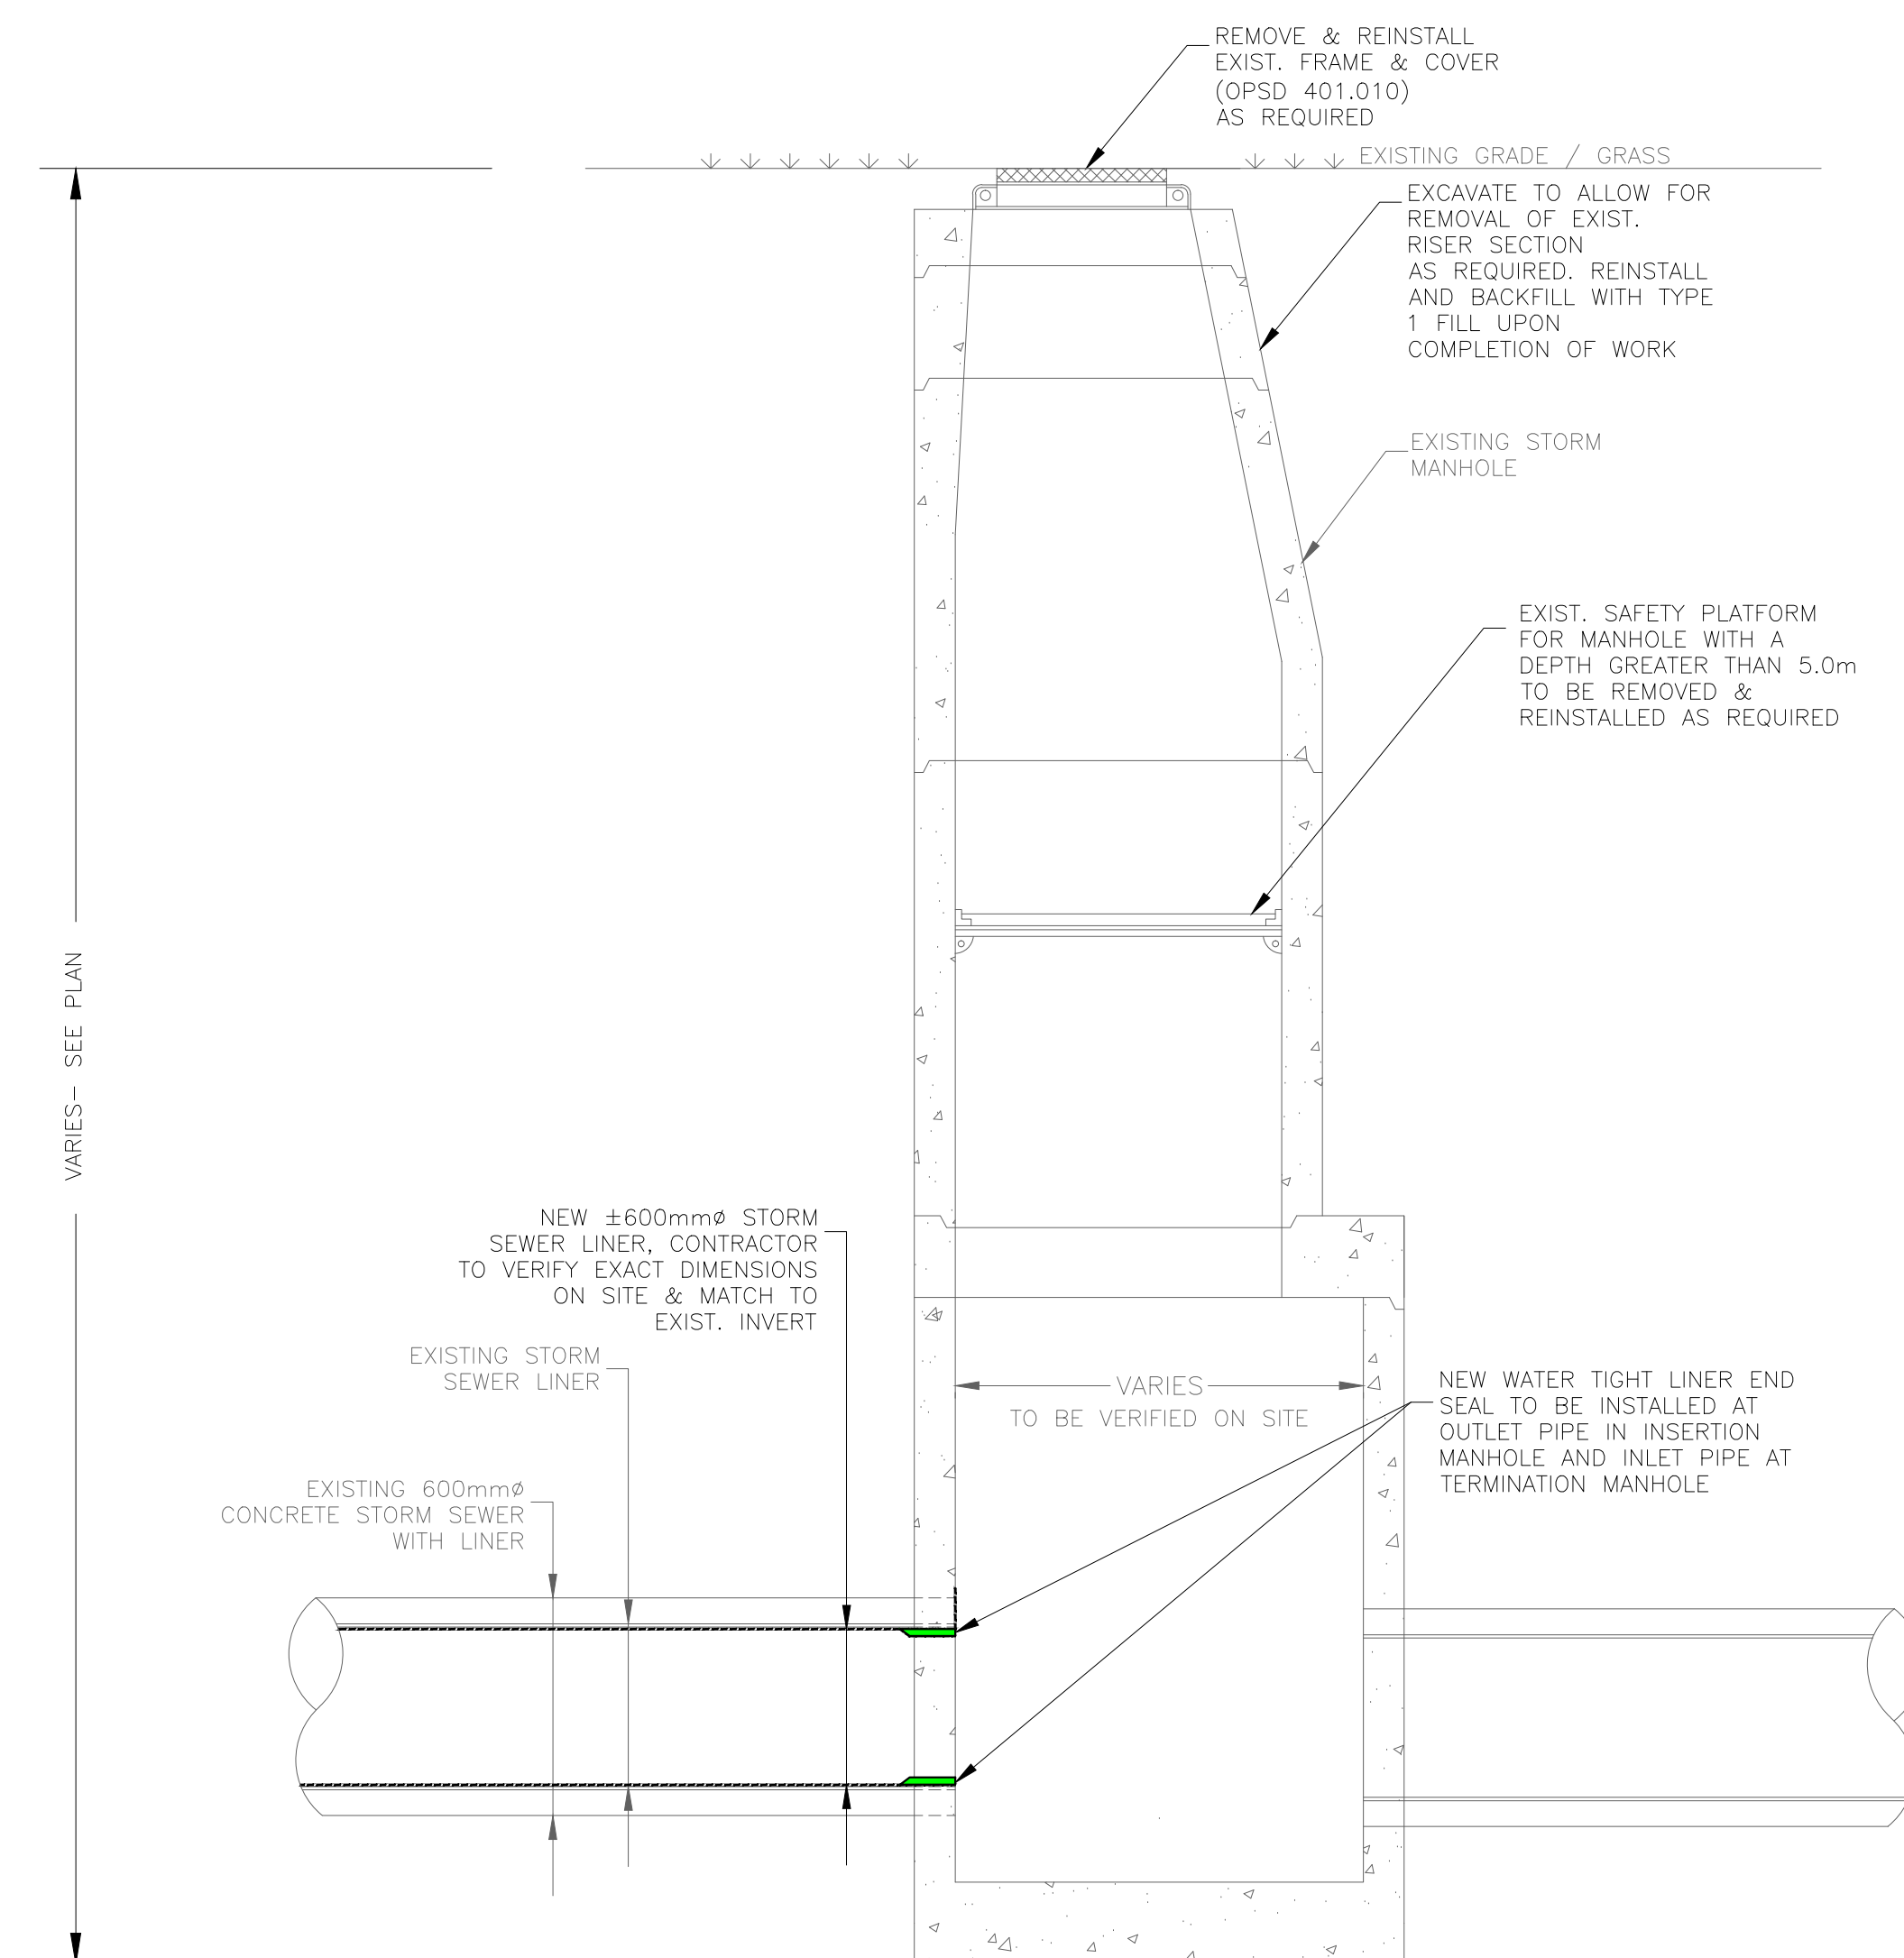 REMOVE & REINSTALL
EXIST. FRAME & COVER
(OPSD 401.010)
AS REQUIRED
EXISTING GRADE / GRASS
EXCAVATE TO ALLOW FOR
REMOVAL OF EXIST.
RISER SECTION
AS REQUIRED. REINSTALL
AND BACKFILL WITH TYPE
1 FILL UPON
COMPLETION OF WORK
EXISTING STORM
MANHOLE
EXIST. SAFETY PLATFORM
FOR MANHOLE WITH A
DEPTH GREATER THAN 5.0m
TO BE REMOVED &
REINSTALLED AS REQUIRED
VARIES- SEE PLAN
NEW ±600mmø STORM
SEWER LINER, CONTRACTOR
TO VERIFY EXACT DIMENSIONS
ON SITE & MATCH TO
EXIST. INVERT
EXISTING STORM
SEWER LINER
VARIES
TO BE VERIFIED ON SITE
NEW WATER TIGHT LINER END
SEAL TO BE INSTALLED AT
OUTLET PIPE IN INSERTION
MANHOLE AND INLET PIPE AT
TERMINATION MANHOLE
EXISTING 600mmø
CONCRETE STORM SEWER
WITH LINER